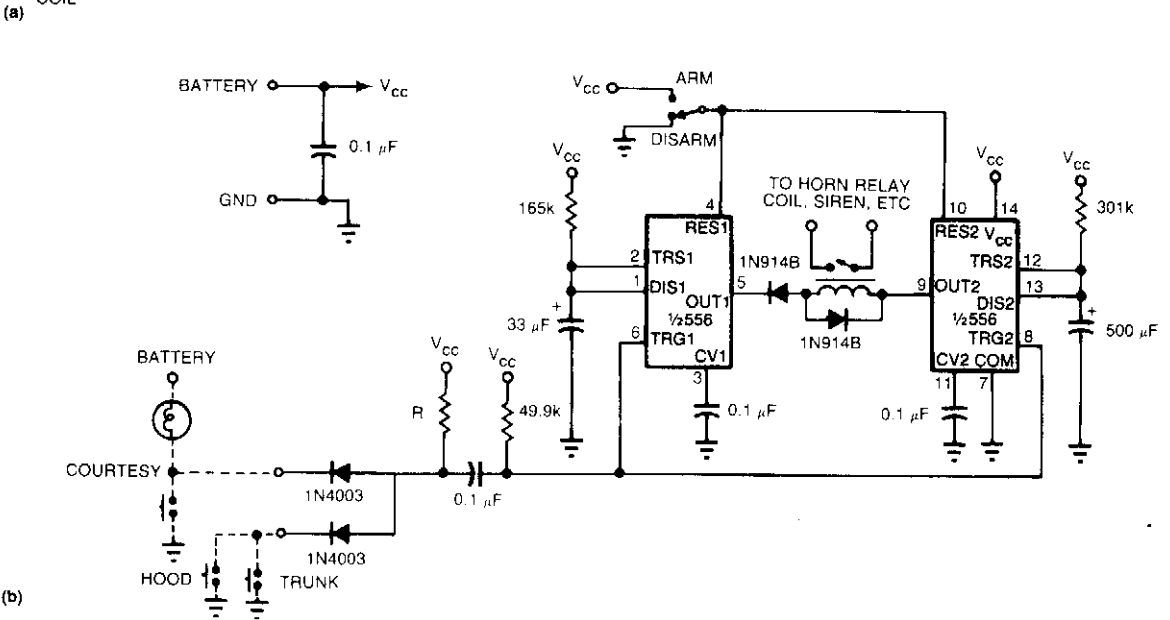 COIL
(a)
BATTERY
V_CC
0.1 μF
GND
V_CC
ARM
DISARM
V_CC
165k
TO HORN RELAY
COIL, SIREN, ETC
V_CC
V_CC
301k
4
RES1
2
TRS1
1
DIS1
OUT1
5
½556
6
TRG1
CV1
3
33 μF
+
0.1 μF
1N914B
1N914B
10
14
RES2
V_CC
TRS2
12
9
OUT2
DIS2
13
½556
TRG2
8
CV2
COM
11
7
+
500 μF
0.1 μF
BATTERY
V_CC
V_CC
R
49.9k
COURTESY
1N4003
0.1 μF
1N4003
HOOD
TRUNK
(b)